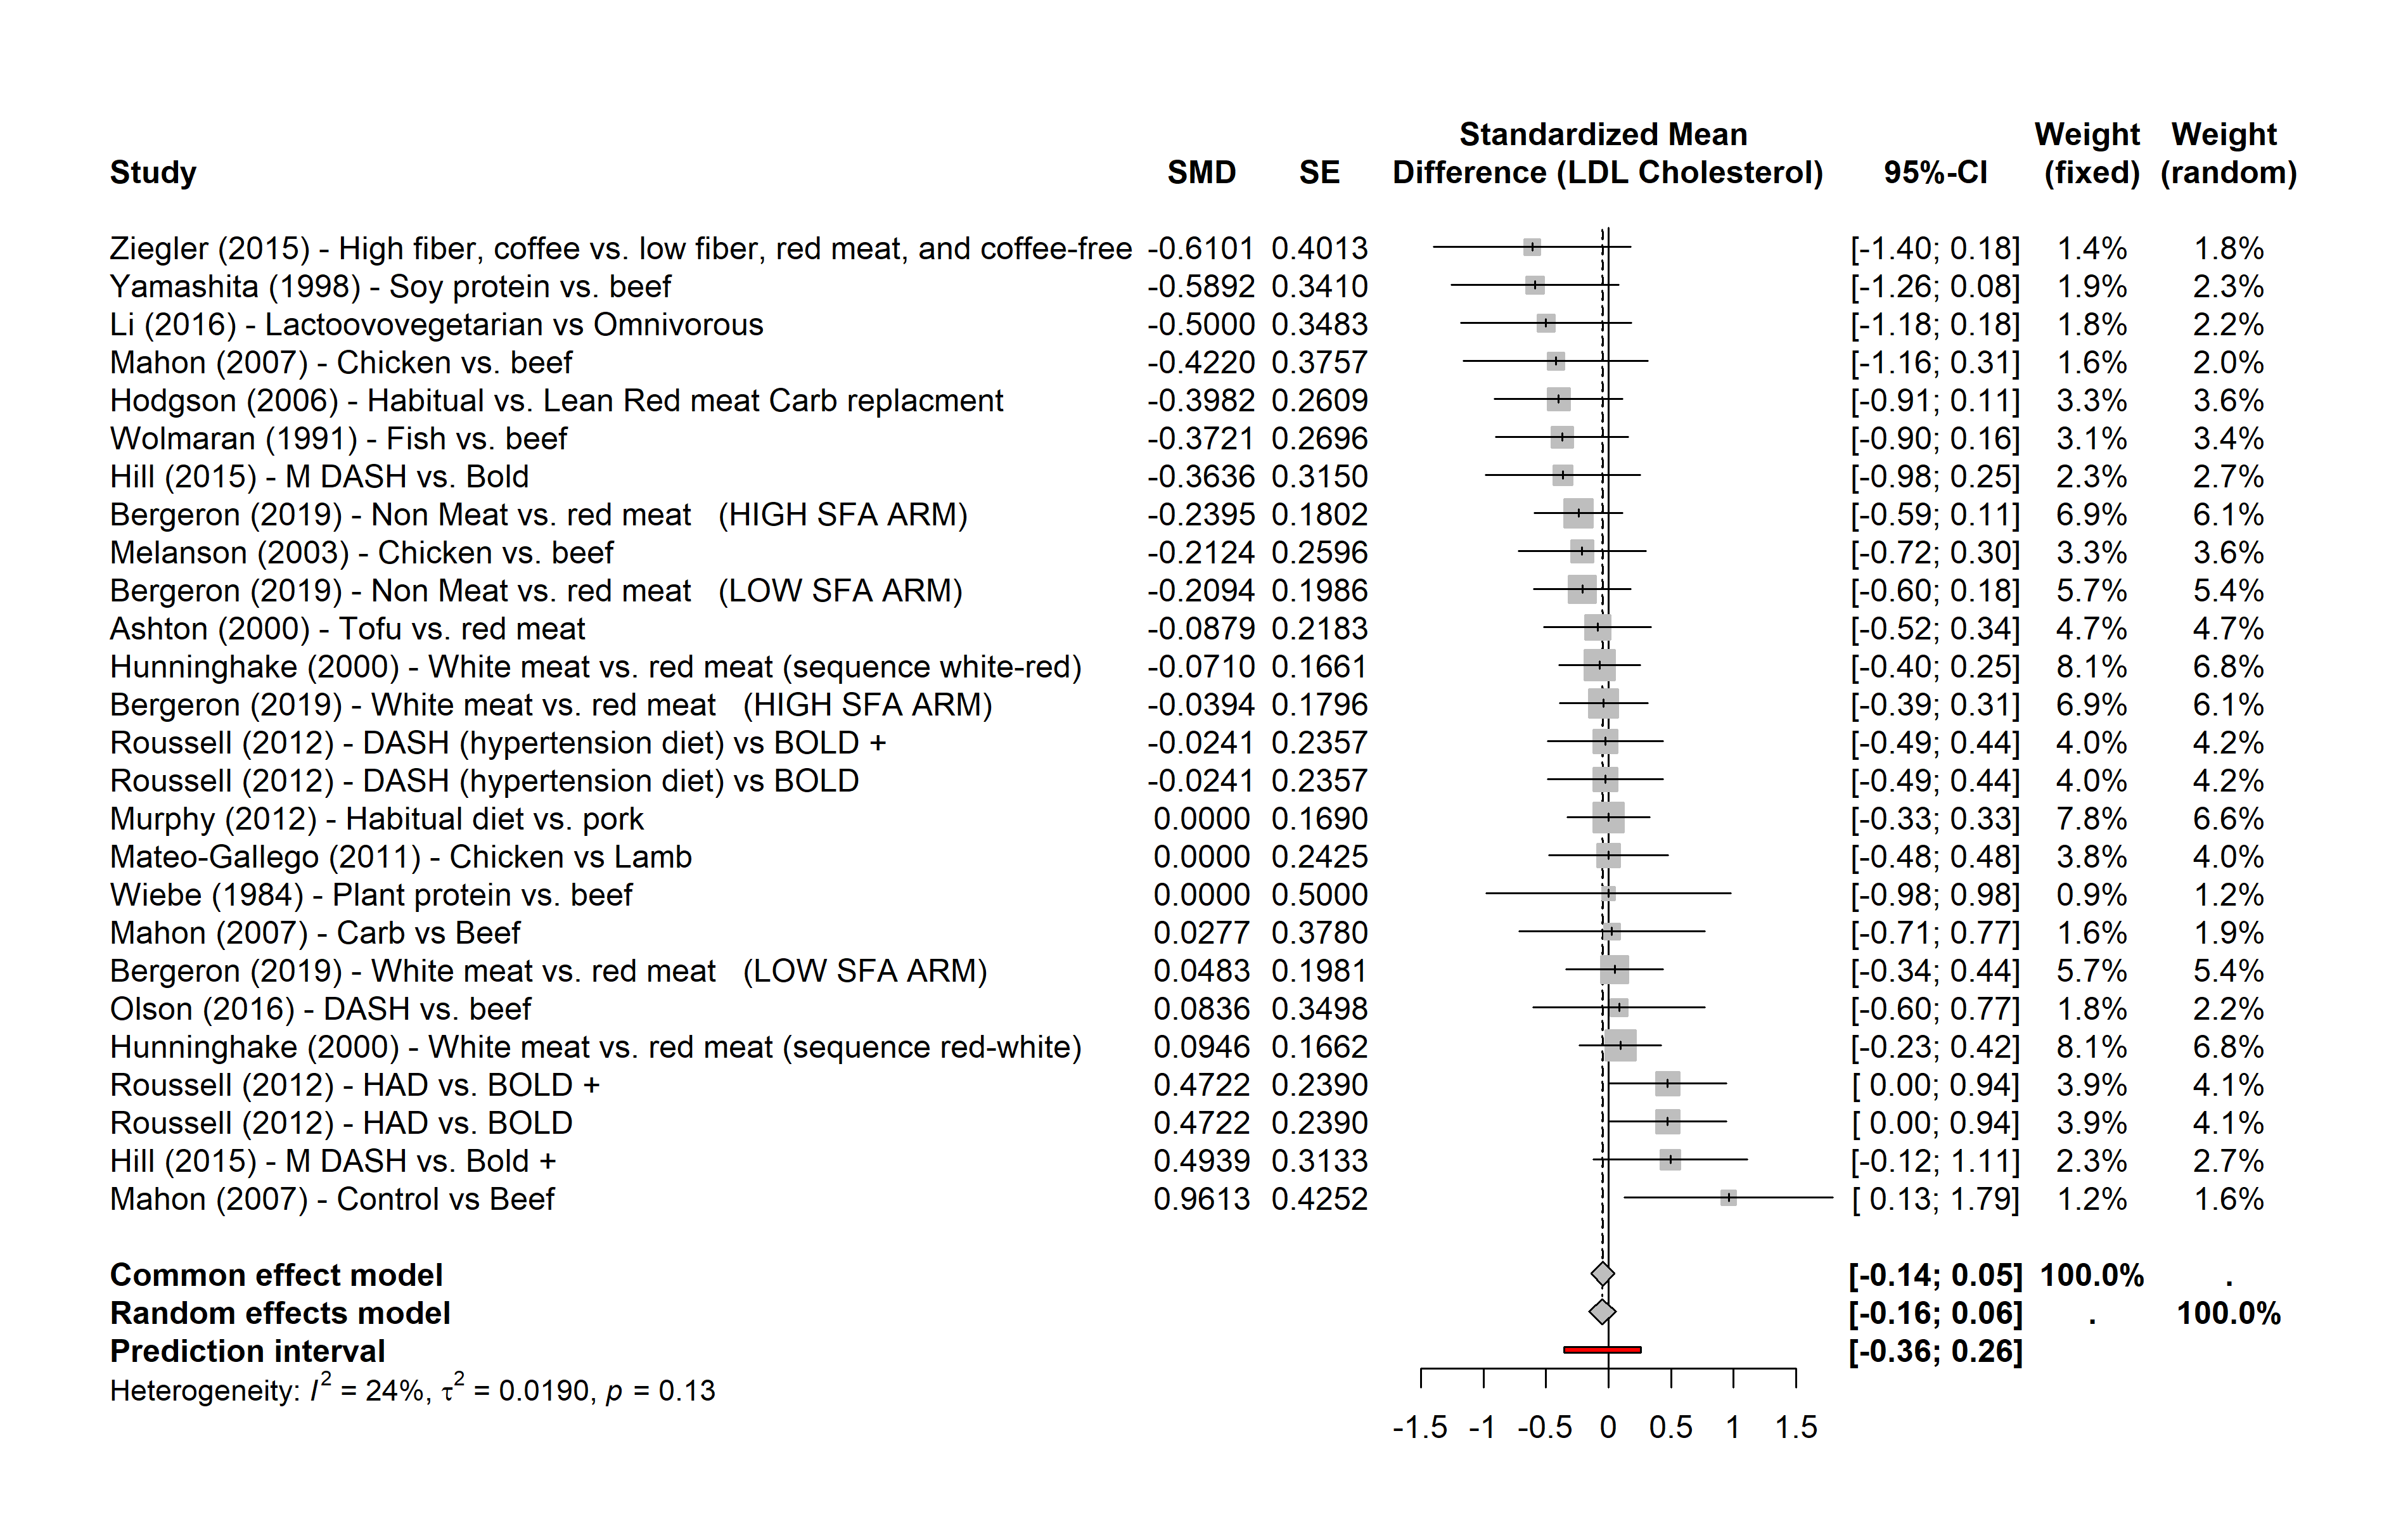 Standardized Mean Weight Weight
Study SMD SE Difference (LDL Cholesterol) 95%-CI (fixed) (random)
Ziegler (2015) - High fiber, coffee vs. low fiber, red meat, and coffee-free -0.6101 0.4013 [-1.40; 0.18] 1.4% 1.8%
Yamashita (1998) - Soy protein vs. beef -0.5892 0.3410 [-1.26; 0.08] 1.9% 2.3%
Li (2016) - Lactoovovegetarian vs Omnivorous -0.5000 0.3483 [-1.18; 0.18] 1.8% 2.2%
Mahon (2007) - Chicken vs. beef -0.4220 0.3757 [-1.16; 0.31] 1.6% 2.0%
Hodgson (2006) - Habitual vs. Lean Red meat Carb replacment -0.3982 0.2609 [-0.91; 0.11] 3.3% 3.6%
Wolmaran (1991) - Fish vs. beef -0.3721 0.2696 [-0.90; 0.16] 3.1% 3.4%
Hill (2015) - M DASH vs. Bold -0.3636 0.3150 [-0.98; 0.25] 2.3% 2.7%
Bergeron (2019) - Non Meat vs. red meat (HIGH SFA ARM) -0.2395 0.1802 [-0.59; 0.11] 6.9% 6.1%
Melanson (2003) - Chicken vs. beef -0.2124 0.2596 [-0.72; 0.30] 3.3% 3.6%
Bergeron (2019) - Non Meat vs. red meat (LOW SFA ARM) -0.2094 0.1986 [-0.60; 0.18] 5.7% 5.4%
Ashton (2000) - Tofu vs. red meat -0.0879 0.2183 [-0.52; 0.34] 4.7% 4.7%
Hunninghake (2000) - White meat vs. red meat (sequence white-red) -0.0710 0.1661 [-0.40; 0.25] 8.1% 6.8%
Bergeron (2019) - White meat vs. red meat (HIGH SFA ARM) -0.0394 0.1796 [-0.39; 0.31] 6.9% 6.1%
Roussell (2012) - DASH (hypertension diet) vs BOLD + -0.0241 0.2357 [-0.49; 0.44] 4.0% 4.2%
Roussell (2012) - DASH (hypertension diet) vs BOLD -0.0241 0.2357 [-0.49; 0.44] 4.0% 4.2%
Murphy (2012) - Habitual diet vs. pork 0.0000 0.1690 [-0.33; 0.33] 7.8% 6.6%
Mateo-Gallego (2011) - Chicken vs Lamb 0.0000 0.2425 [-0.48; 0.48] 3.8% 4.0%
Wiebe (1984) - Plant protein vs. beef 0.0000 0.5000 [-0.98; 0.98] 0.9% 1.2%
Mahon (2007) - Carb vs Beef 0.0277 0.3780 [-0.71; 0.77] 1.6% 1.9%
Bergeron (2019) - White meat vs. red meat (LOW SFA ARM) 0.0483 0.1981 [-0.34; 0.44] 5.7% 5.4%
Olson (2016) - DASH vs. beef 0.0836 0.3498 [-0.60; 0.77] 1.8% 2.2%
Hunninghake (2000) - White meat vs. red meat (sequence red-white) 0.0946 0.1662 [-0.23; 0.42] 8.1% 6.8%
Roussell (2012) - HAD vs. BOLD + 0.4722 0.2390 [ 0.00; 0.94] 3.9% 4.1%
Roussell (2012) - HAD vs. BOLD 0.4722 0.2390 [ 0.00; 0.94] 3.9% 4.1%
Hill (2015) - M DASH vs. Bold + 0.4939 0.3133 [-0.12; 1.11] 2.3% 2.7%
Mahon (2007) - Control vs Beef 0.9613 0.4252 [ 0.13; 1.79] 1.2% 1.6%
Common effect model [-0.14; 0.05] 100.0% .
Random effects model [-0.16; 0.06] . 100.0%
Prediction interval [-0.36; 0.26]
Heterogeneity: I² = 24%, τ² = 0.0190, p = 0.13
-1.5 -1 -0.5 0 0.5 1 1.5